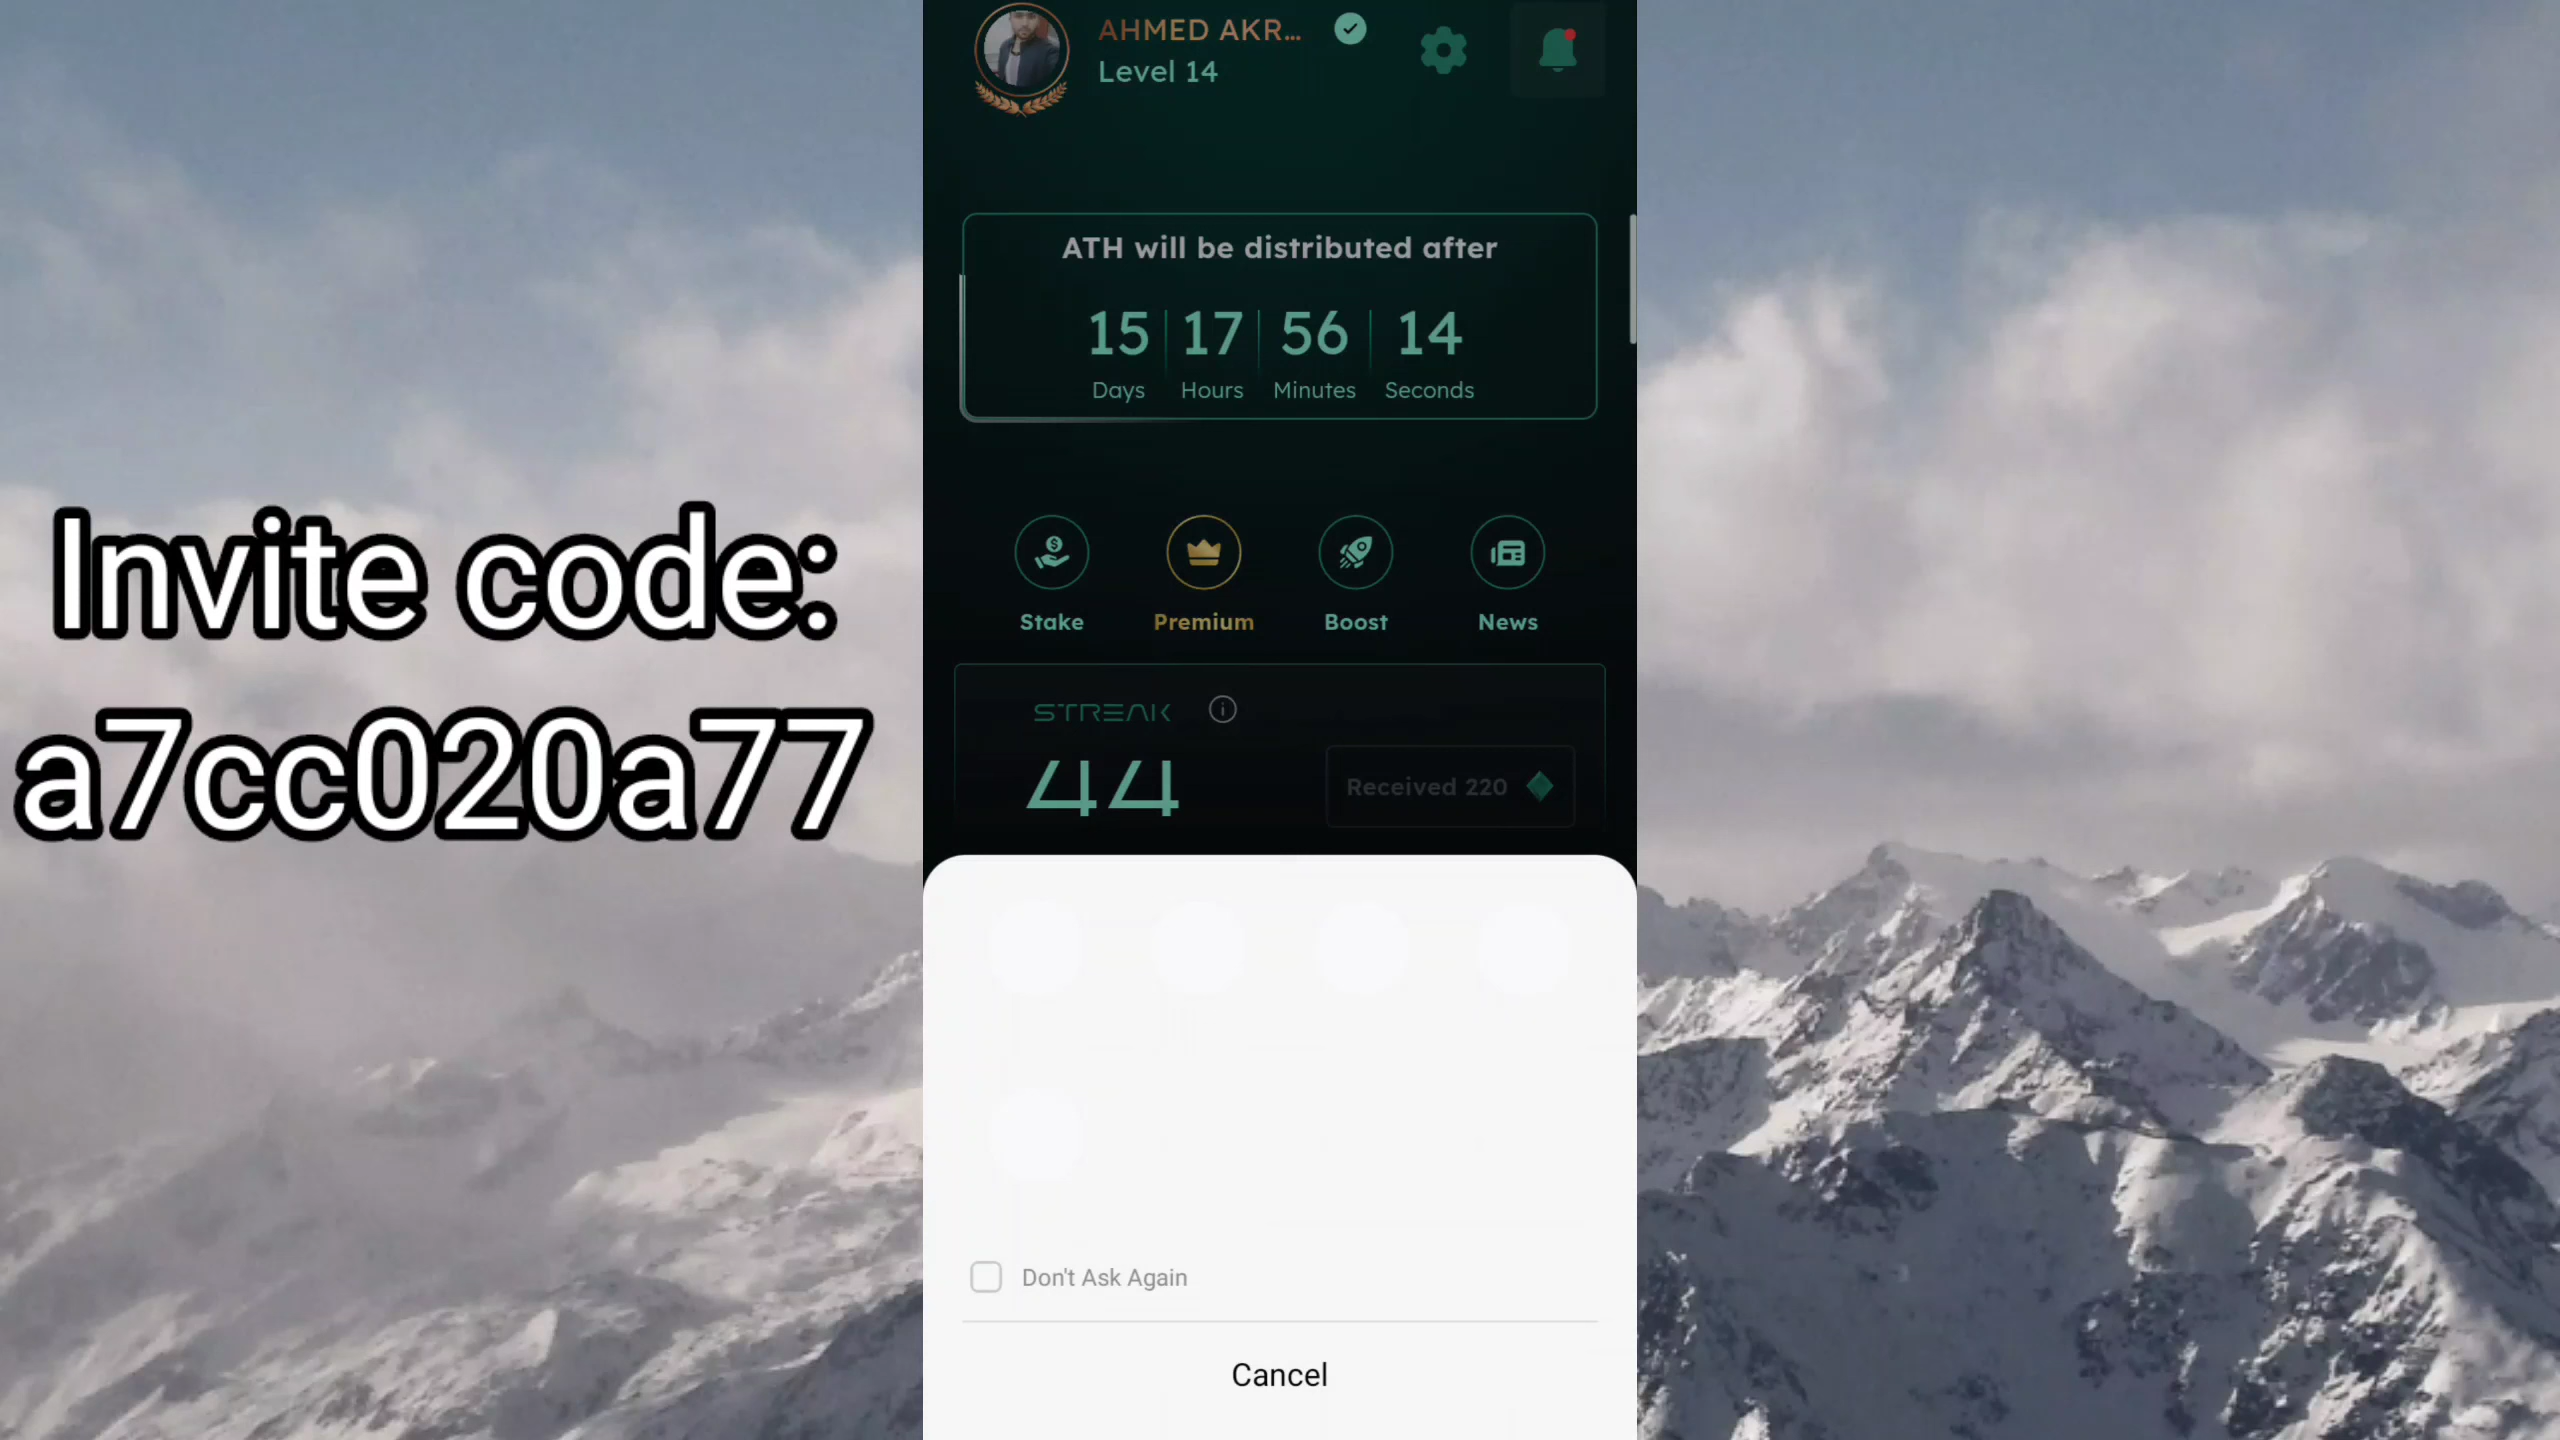 Invite code:
a7cc020a77
AHMED AKR...
Level 14
ATH will be distributed after
15 17 56 14
Days Hours Minutes Seconds
Stake Premium Boost News
STREAK
44
Received 220
Don't Ask Again
Cancel